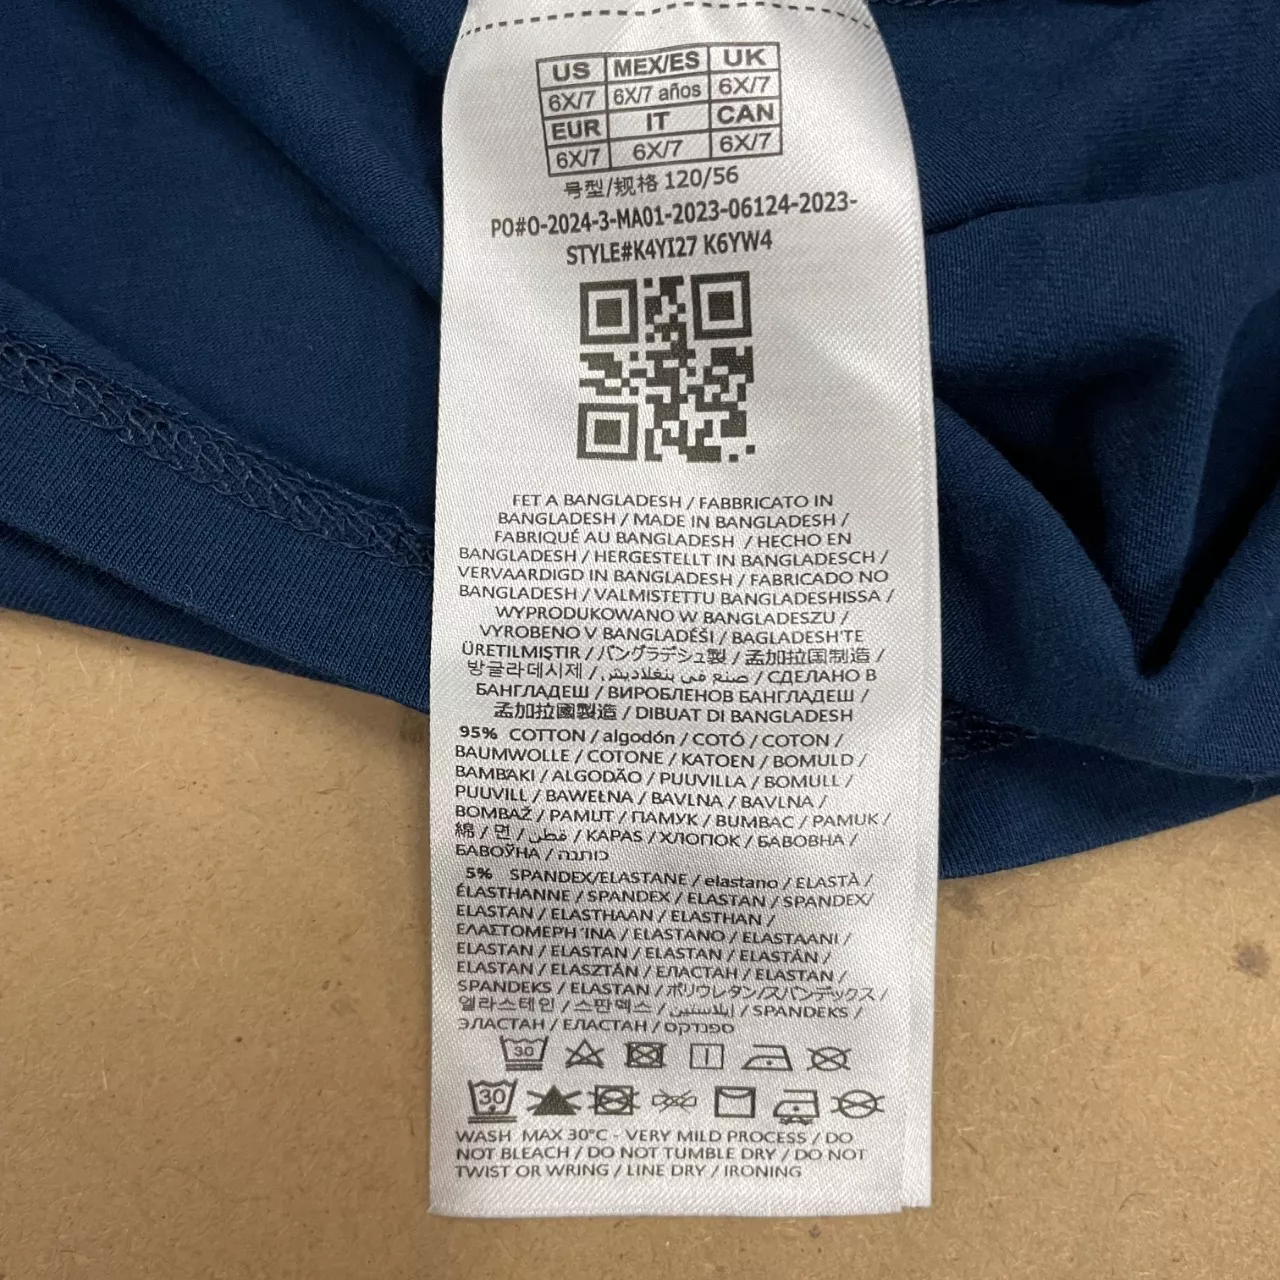 US MEX/ES UK
6X/7 6X/7 años 6X/7
EUR IT CAN
6X/7 6X/7 6X/7
号型/规格 120/56
PO#O-2024-3-MA01-2023-06124-2023-
STYLE#K4YI27 K6YW4
FET A BANGLADESH / FABBRICATO IN
BANGLADESH / MADE IN BANGLADESH /
FABRIQUÉ AU BANGLADESH / HECHO EN
BANGLADESH / HERGESTELLT IN BANGLADESCH /
VERVAARDIGD IN BANGLADESH / FABRICADO NO
BANGLADESH / VALMISTETTU BANGLADESHISSA /
WYPRODUKOWANO W BANGLADESZU /
VYROBENO V BANGLADÉŠI / BAGLADESH'TE
ÜRETILMIŞTIR / バングラデシュ製 / 孟加拉国制造 /
방글라데시제 / صنع في بنغلاديش / СДЕЛАНО В
БАНГЛАДЕШ / ВИРОБЛЕНОВ БАНГЛАДЕШ /
孟加拉國製造 / DIBUAT DI BANGLADESH
95% COTTON / algodón / COTÓ / COTON /
BAUMWOLLE / COTONE / KATOEN / BOMULD /
BAMBAKI / ALGODÃO / PUUVILLA / BOMULL /
PUUVILL / BAWEŁNA / BAVLNA / BAVLNA /
BOMBAŽ / PAMUT / ПАМУК / BUMBAC / PAMUK /
綿 / 면 / قطن / KAPAS / ХЛОПОК / БАВОВНА /
БАВОЎНА / כותנה
5% SPANDEX/ELASTANE / elastano / ELASTÀ /
ÉLASTHANNE / SPANDEX / ELASTAN / SPANDEX/
ELASTAN / ELASTHAAN / ELASTHAN /
ΕΛΑΣΤΟΜΕΡΗ ΊΝΑ / ELASTANO / ELASTAANI /
ELASTAN / ELASTAN / ELASTAN / ELASTÁN /
ELASTAN / ELASZTÁN / ЕЛАСТАН / ELASTAN /
SPANDEKS / ELASTAN / ポリウレタン/スパンデックス /
엘라스테인 / 스판덱스 / إيلاستين / SPANDEKS /
ЭЛАСТАН / ЕЛАСТАН / ספנדקס
30
30
WASH MAX 30°C - VERY MILD PROCESS / DO
NOT BLEACH / DO NOT TUMBLE DRY / DO NOT
TWIST OR WRING / LINE DRY / IRONING